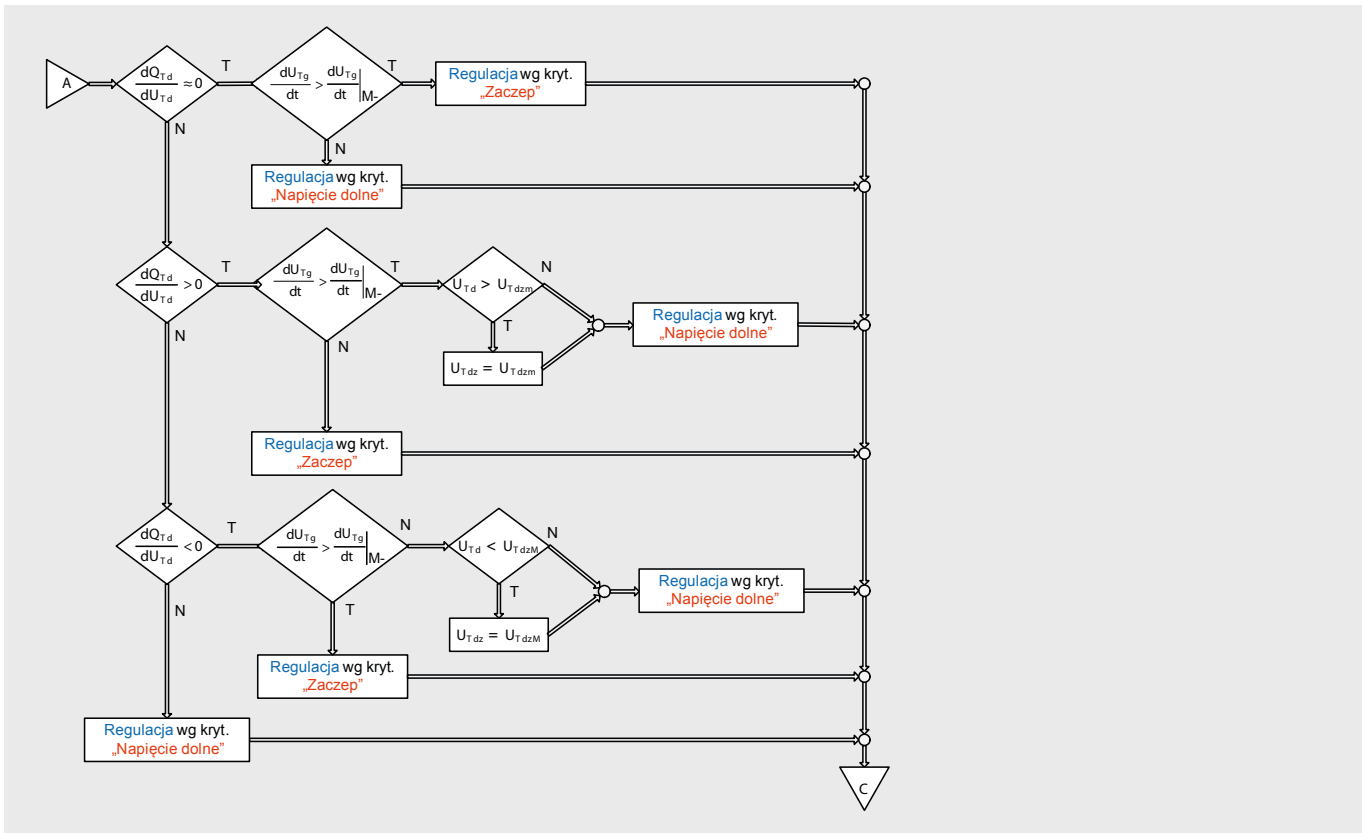 A
dQTd
dUTd
≈ 0
T
dUTg
dt
>
dUTg
dt
M-
T
Regulacja wg kryt.
„Zaczep”
N
N
Regulacja wg kryt.
„Napięcie dolne”
dQTd
dUTd
> 0
T
dUTg
dt
>
dUTg
dt
M-
T
UTd > UTdzm
N
Regulacja wg kryt.
„Napięcie dolne”
N
N
T
UTdz = UTdzm
Regulacja wg kryt.
„Zaczep”
dQTd
dUTd
< 0
T
dUTg
dt
>
dUTg
dt
M-
N
UTd < UTdzM
N
Regulacja wg kryt.
„Napięcie dolne”
N
T
T
UTdz = UTdzM
Regulacja wg kryt.
„Zaczep”
Regulacja wg kryt.
„Napięcie dolne”
C